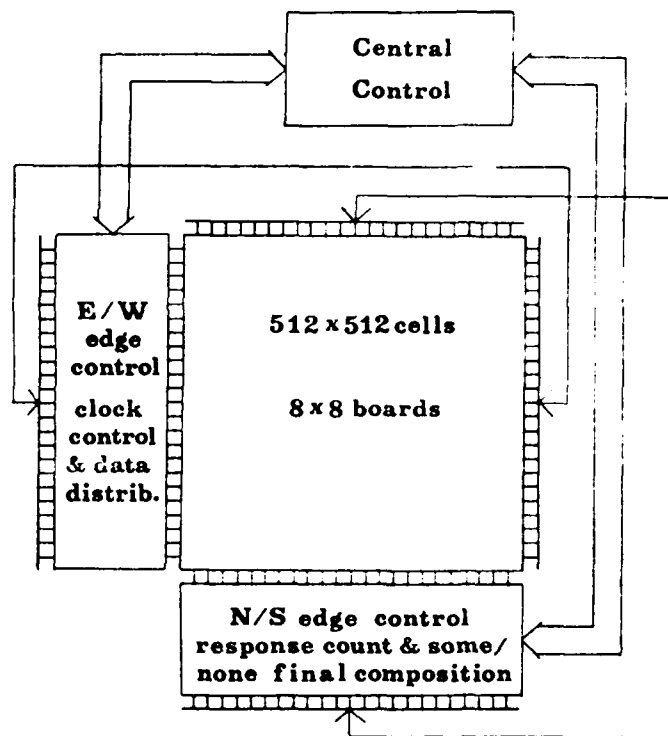 Central
Control
E/W
edge
control
clock
control
& data
distrib.
512 x 512 cells
8 x 8 boards
N/S edge control
response count & some/
none final composition